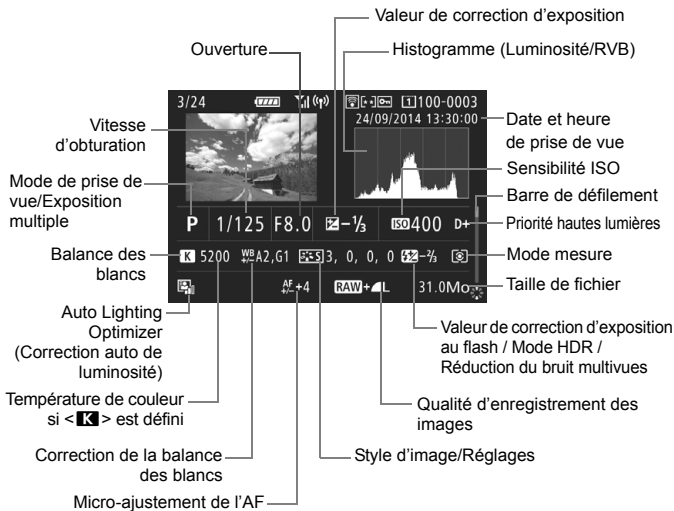 Valeur de correction d'exposition
Ouverture
Histogramme (Luminosité/RVB)
3/24
1 100-0003
24/09/2014 13:30:00
Date et heure
de prise de vue
Vitesse
d'obturation
Sensibilité ISO
Mode de prise de
vue/Exposition
multiple
Barre de défilement
P 1/125 F8.0 -1/3 ISO 400 D+
Priorité hautes lumières
Balance des
blancs
K 5200 WB+/- A2,G1 S 3, 0, 0, 0 -2/3
Mode mesure
AF+/- +4 RAW+L 31.0Mo
Taille de fichier
Auto Lighting
Optimizer
(Correction auto de
luminosité)
Valeur de correction d'exposition
au flash / Mode HDR /
Réduction du bruit multivues
Température de couleur
si <K> est défini
Qualité d'enregistrement des
images
Correction de la balance
des blancs
Style d'image/Réglages
Micro-ajustement de l'AF